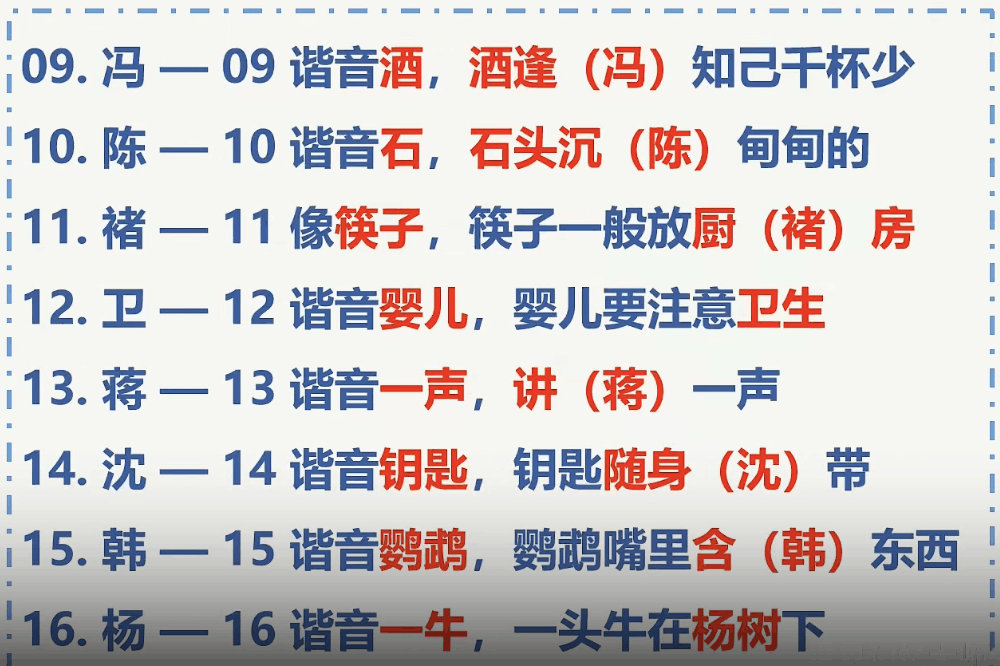 09. 冯 — 09 谐音酒，酒逢（冯）知己千杯少
10. 陈 — 10 谐音石，石头沉（陈）甸甸的
11. 褚 — 11 像筷子，筷子一般放厨（褚）房
12. 卫 — 12 谐音婴儿，婴儿要注意卫生
13. 蒋 — 13 谐音一声，讲（蒋）一声
14. 沈 — 14 谐音钥匙，钥匙随身（沈）带
15. 韩 — 15 谐音鹦鹉，鹦鹉嘴里含（韩）东西
16. 杨 — 16 谐音一牛，一头牛在杨树下